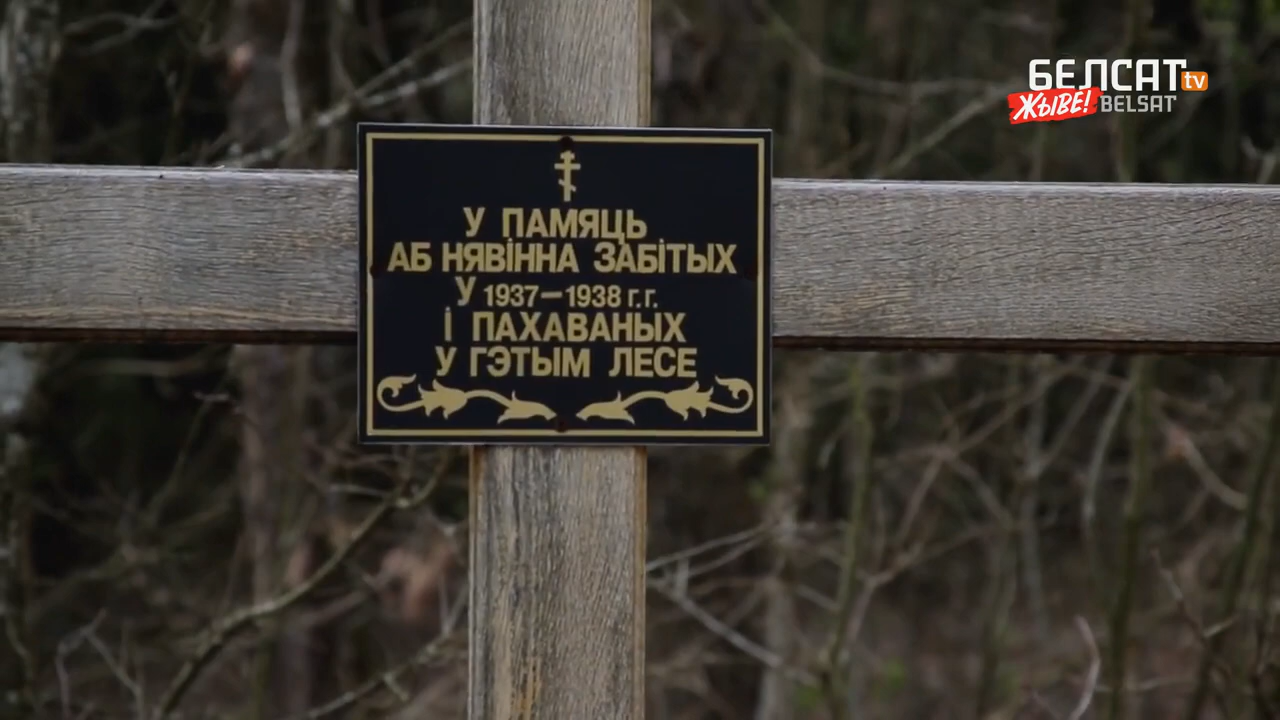 БЕЛСАТ tv
ЖЫВЕ! BELSAT
У ПАМЯЦЬ
АБ НЯВІННА ЗАБІТЫХ
У 1937–1938 г.г.
І ПАХАВАНЫХ
У ГЭТЫМ ЛЕСЕ